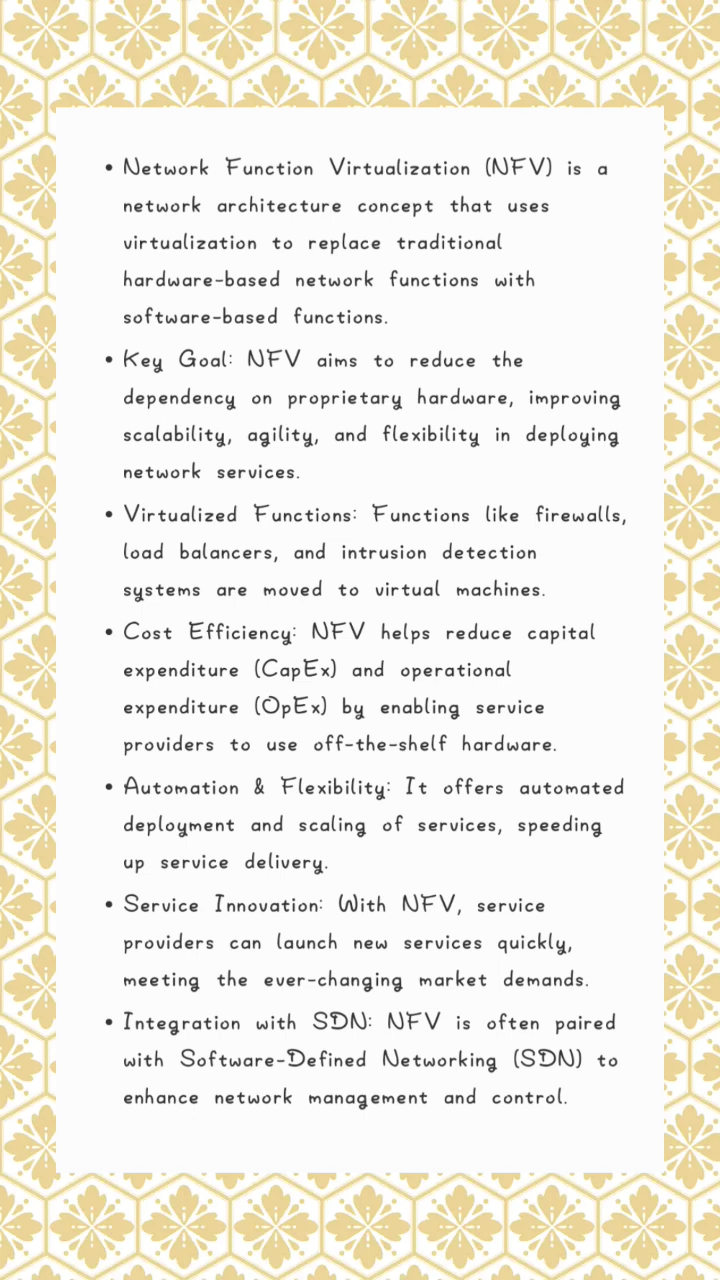 • Network Function Virtualization (NFV) is a
network architecture concept that uses
virtualization to replace traditional
hardware-based network functions with
software-based functions.
• Key Goal: NFV aims to reduce the
dependency on proprietary hardware, improving
scalability, agility, and flexibility in deploying
network services.
• Virtualized Functions: Functions like firewalls,
load balancers, and intrusion detection
systems are moved to virtual machines.
• Cost Efficiency: NFV helps reduce capital
expenditure (CapEx) and operational
expenditure (OpEx) by enabling service
providers to use off-the-shelf hardware.
• Automation & Flexibility: It offers automated
deployment and scaling of services, speeding
up service delivery.
• Service Innovation: With NFV, service
providers can launch new services quickly,
meeting the ever-changing market demands.
• Integration with SDN: NFV is often paired
with Software-Defined Networking (SDN) to
enhance network management and control.